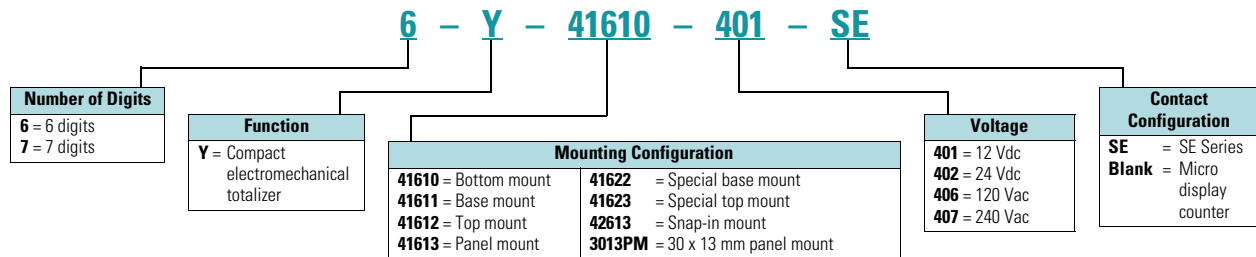 6 – Y – 41610 – 401 – SE
Number of Digits
6 = 6 digits
7 = 7 digits
Function
Y = Compact
electromechanical
totalizer
Mounting Configuration
41610 = Bottom mount
41611 = Base mount
41612 = Top mount
41613 = Panel mount
41622 = Special base mount
41623 = Special top mount
42613 = Snap-in mount
3013PM = 30 x 13 mm panel mount
Voltage
401 = 12 Vdc
402 = 24 Vdc
406 = 120 Vac
407 = 240 Vac
Contact
Configuration
SE = SE Series
Blank = Micro
display
counter